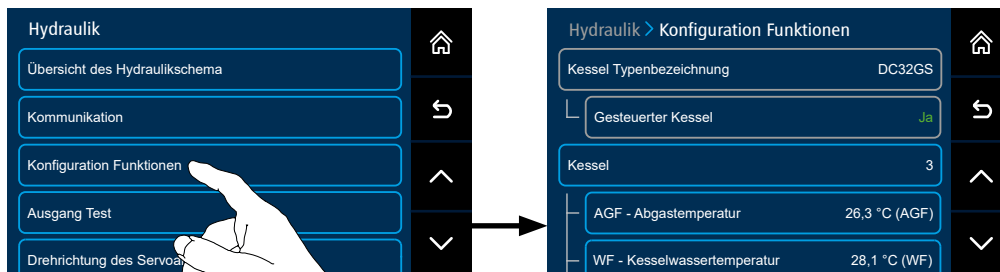 Hydraulik
Übersicht des Hydraulikschema
Kommunikation
Konfiguration Funktionen
Ausgang Test
Drehrichtung des
Hydraulik > Konfiguration Funktionen
Kessel Typenbezeichnung DC32GS
Gesteuerter Kessel Ja
Kessel 3
AGF - Abgastemperatur 26,3 °C (AGF)
WF - Kesselwassertemperatur 28,1 °C (WF)